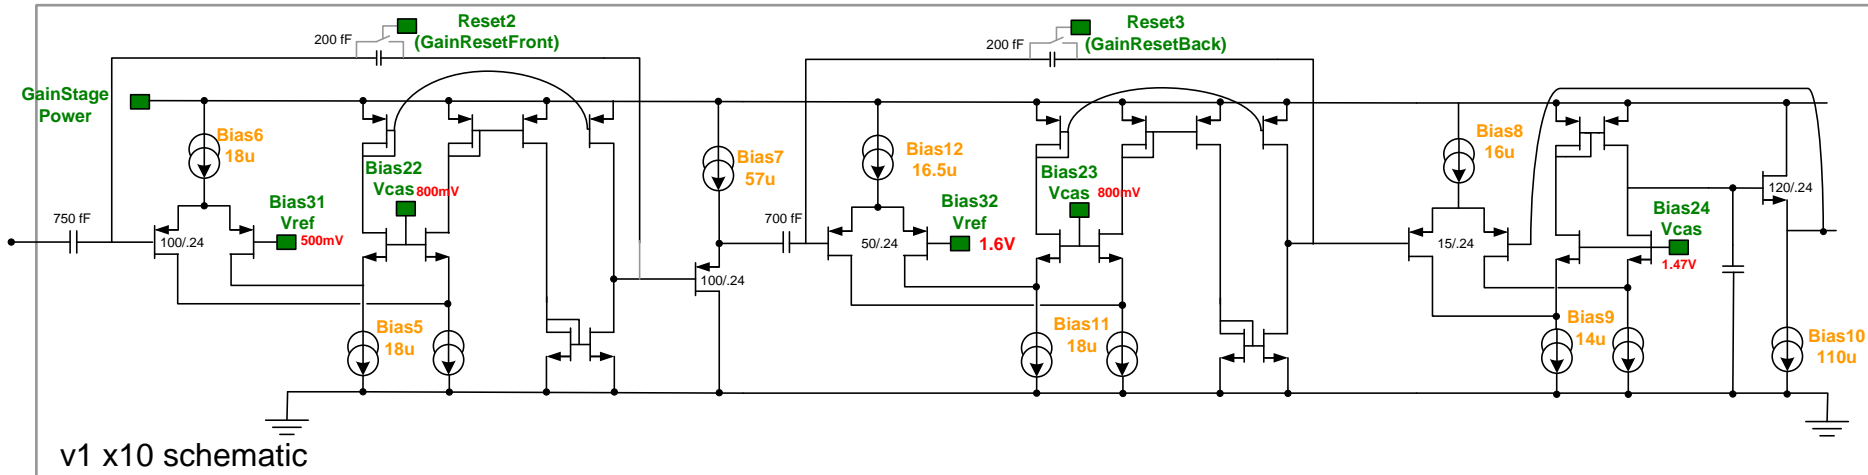 Reset2
(GainResetFront)
200 fF
Reset3
(GainResetBack)
200 fF
GainStage
Power
Bias6
18u
Bias22
Vcas
800mV
Bias31
Vref
500mV
750 fF
100/.24
Bias5
18u
Bias7
57u
100/.24
700 fF
Bias12
16.5u
Bias32
Vref
1.6V
50/.24
Bias23
Vcas
800mV
Bias11
18u
Bias8
16u
15/.24
Bias9
14u
Bias24
Vcas
1.47V
120/.24
Bias10
110u
v1 x10 schematic